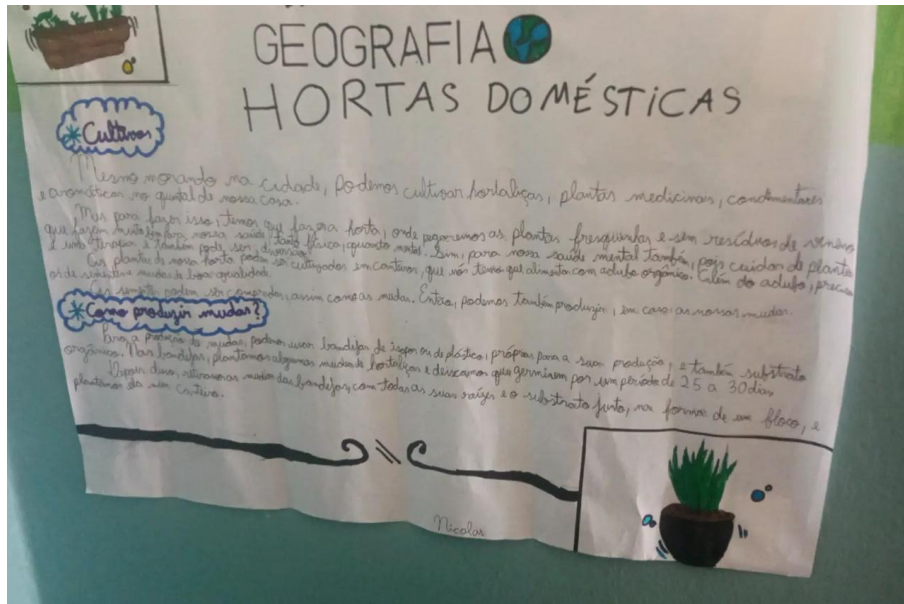 GEOGRAFIA
HORTAS DOMÉSTICAS
*Cultivos
Mesmo morando na cidade, podemos cultivar hortaliças, plantas medicinais, condimentares
e aromáticas no quintal de nossa casa.
Mas para fazer isso, temos que fazer a horta, onde pegaremos as plantas fresquinhas e sem resíduos de veneno
que fazem muito bem para nossa saúde, tanto física, quando mental. Sim, para nossa saúde mental também, pois cuidar de plantas
é uma terapia e também pode ser divertido.
As plantas da nossa horta podem ser cultivadas em canteiros, que nós temos que alimentar com adubo orgânico. Além do adubo, precisa
-se de sementes e mudas de boa qualidade.
As sementes podem ser compradas, assim como as mudas. Então, podemos também produzir, em casa as nossas mudas.
*Como produzir mudas?
Para a produção de mudas, podemos usar bandejas de isopor ou de plástico, próprias para a sua produção, e também substrato
orgânico. Nas bandejas, plantamos algumas mudas de hortaliças e deixamos que germinem por um período de 25 a 30 dias.
Depois disso, retiramos as mudas das bandejas, com todas as suas raízes e o substrato junto, na forma de um bloco, e
plantamos da num canteiro.
Nicolas